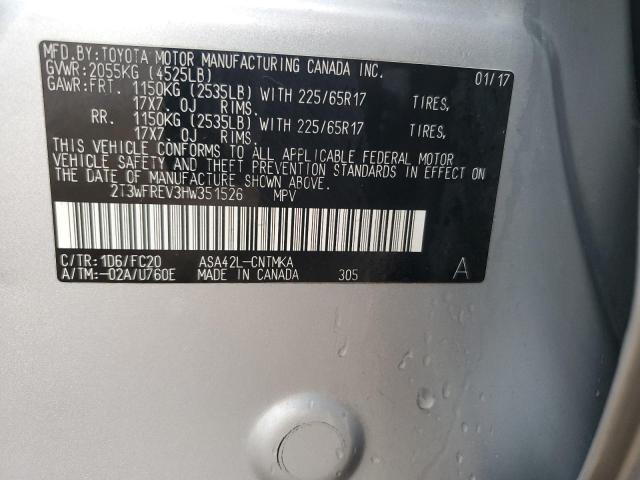 MFD.BY:TOYOTA MOTOR MANUFACTURING CANADA INC.
GVWR:2055KG (4525LB) 01/17
GAWR:FRT. 1150KG (2535LB) WITH 225/65R17 TIRES,
17X7.0J RIMS.
RR. 1150KG (2535LB) WITH 225/65R17 TIRES,
17X7.0J RIMS.
THIS VEHICLE CONFORMS TO ALL APPLICABLE FEDERAL MOTOR
VEHICLE SAFETY AND THEFT PREVENTION STANDARDS IN EFFECT ON
THE DATE OF MANUFACTURE SHOWN ABOVE.
2T3WFREV3HW351526 MPV
C/TR:1D6/FC20 ASA42L-CNTMKA
A/TM:-02A/U760E MADE IN CANADA 305 A